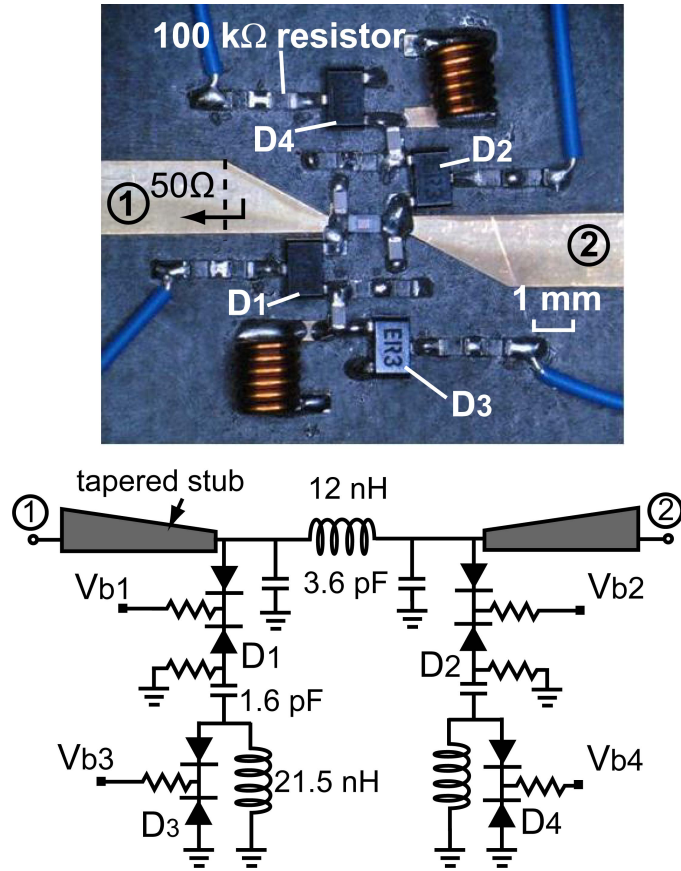 100 kΩ resistor
D4
D2
① 50Ω
②
D1
1 mm
ER3
D3
tapered stub
12 nH
①
②
3.6 pF
Vb1
Vb2
D1
D2
1.6 pF
Vb3
Vb4
21.5 nH
D3
D4